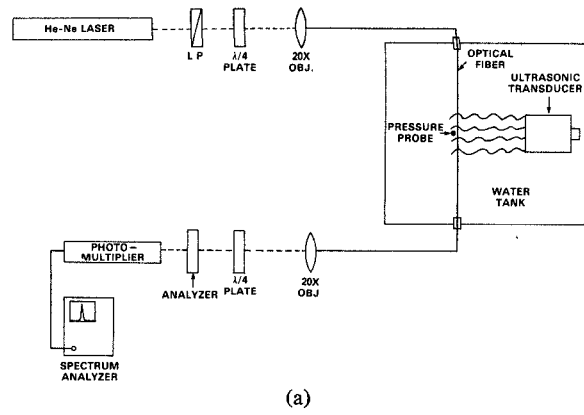 He-Ne LASER
L P
λ/4
PLATE
20X
OBJ.
OPTICAL
FIBER
ULTRASONIC
TRANSDUCER
PRESSURE
PROBE
WATER
TANK
PHOTO-
MULTIPLIER
ANALYZER
λ/4
PLATE
20X
OBJ
SPECTRUM
ANALYZER
(a)